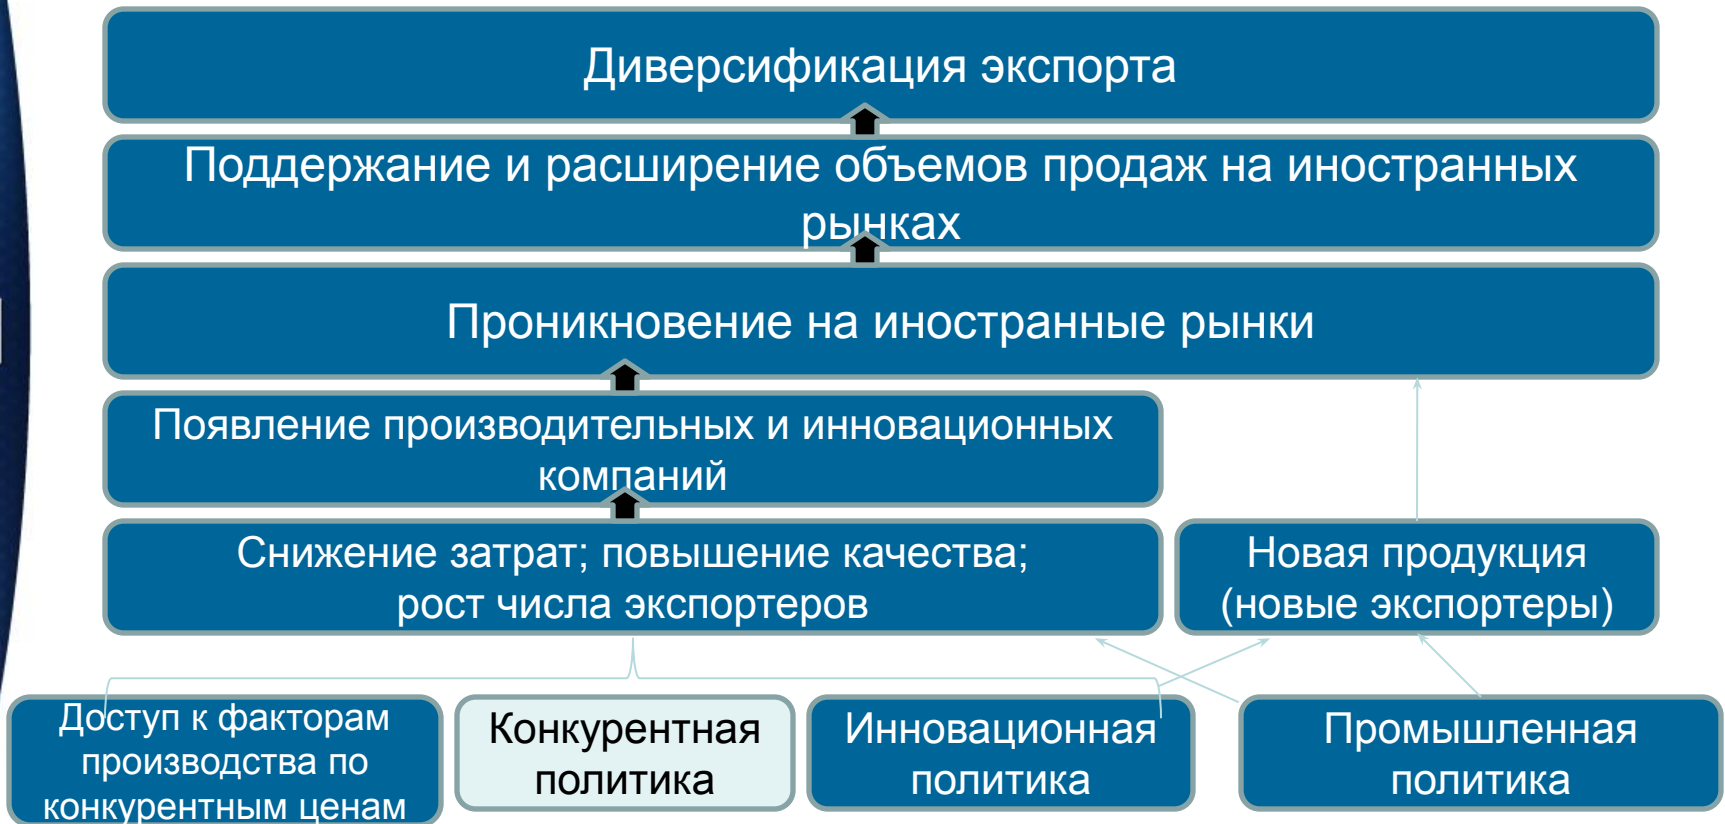 Диверсификация экспорта
Поддержание и расширение объемов продаж на иностранных
рынках
Проникновение на иностранные рынки
Появление производительных и инновационных
компаний
Снижение затрат; повышение качества;
рост числа экспортеров
Новая продукция
(новые экспортеры)
Доступ к факторам
производства по
конкурентным ценам
Конкурентная
политика
Инновационная
политика
Промышленная
политика